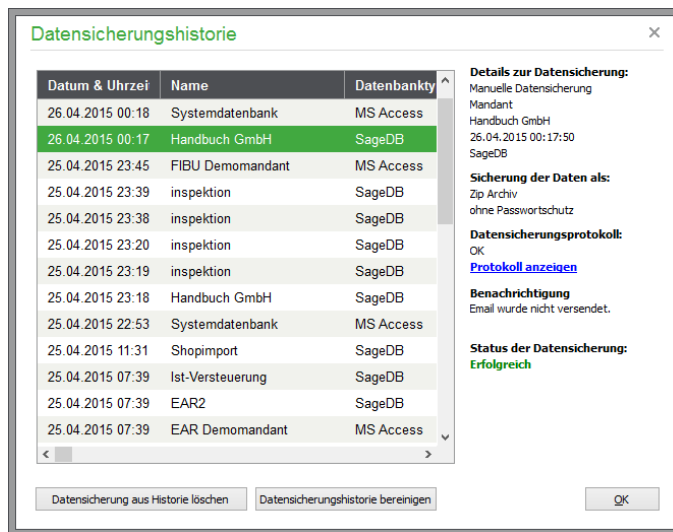 Datensicherungshistorie
Datum & Uhrzei Name Datenbankty
26.04.2015 00:18 Systemdatenbank MS Access
26.04.2015 00:17 Handbuch GmbH SageDB
25.04.2015 23:45 FIBU Demomandant MS Access
25.04.2015 23:39 inspektion SageDB
25.04.2015 23:38 inspektion SageDB
25.04.2015 23:20 inspektion SageDB
25.04.2015 23:19 inspektion SageDB
25.04.2015 23:18 Handbuch GmbH SageDB
25.04.2015 22:53 Systemdatenbank MS Access
25.04.2015 11:31 Shopimport SageDB
25.04.2015 07:39 Ist-Versteuerung SageDB
25.04.2015 07:39 EAR2 SageDB
25.04.2015 07:39 EAR Demomandant MS Access
Details zur Datensicherung:
Manuelle Datensicherung
Mandant
Handbuch GmbH
26.04.2015 00:17:50
SageDB
Sicherung der Daten als:
Zip Archiv
ohne Passwortschutz
Datensicherungsprotokoll:
OK
Protokoll anzeigen
Benachrichtigung
Email wurde nicht versendet.
Status der Datensicherung:
Erfolgreich
Datensicherung aus Historie löschen Datensicherungshistorie bereinigen OK